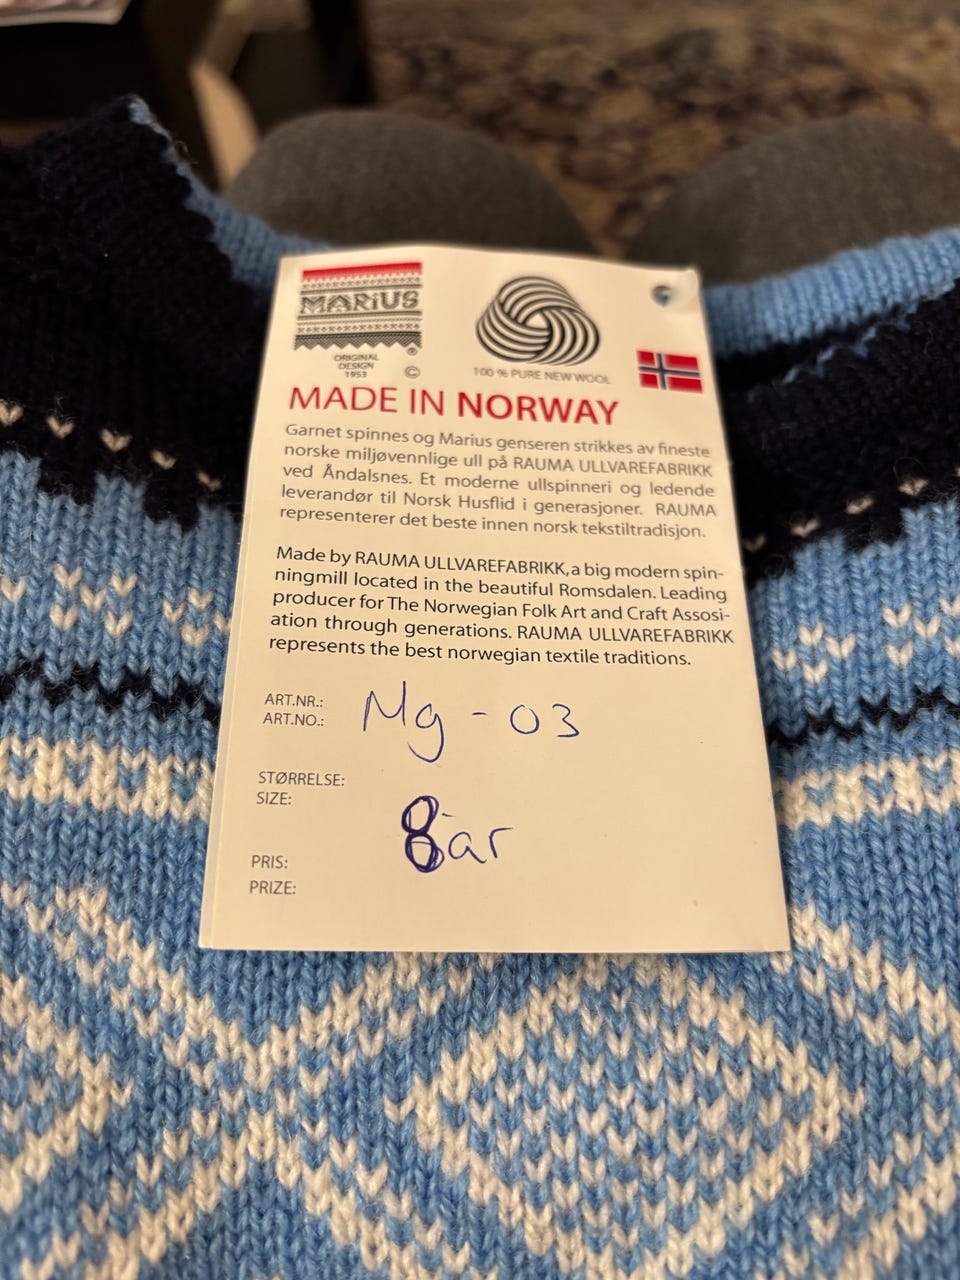 MARiUS
®
ORIGINAL
DESIGN
1953
©
100 % PURE NEW WOOL
MADE IN NORWAY
Garnet spinnes og Marius genseren strikkes av fineste
norske miljøvennlige ull på RAUMA ULLVAREFABRIKK
ved Åndalsnes. Et moderne ullspinneri og ledende
leverandør til Norsk Husflid i generasjoner. RAUMA
representerer det beste innen norsk tekstiltradisjon.
Made by RAUMA ULLVAREFABRIKK, a big modern spin-
ningmill located in the beautiful Romsdalen. Leading
producer for The Norwegian Folk Art and Craft Assosi-
ation through generations. RAUMA ULLVAREFABRIKK
represents the best norwegian textile traditions.
ART.NR.:
ART.NO.: Mg - 03
STØRRELSE:
SIZE: 8 år
PRIS:
PRIZE: